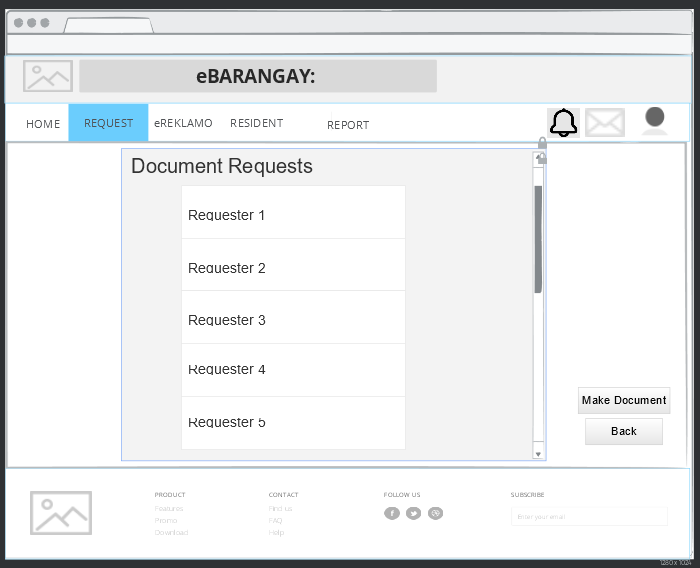 eBARANGAY:
HOME REQUEST eREKLAMO RESIDENT REPORT
Document Requests
Requester 1
Requester 2
Requester 3
Requester 4
Requester 5
Make Document
Back
PRODUCT
Features
Promo
Download
CONTACT
Find us
FAQ
Help
FOLLOW US
SUBSCRIBE
Enter your email
1280 x 1024